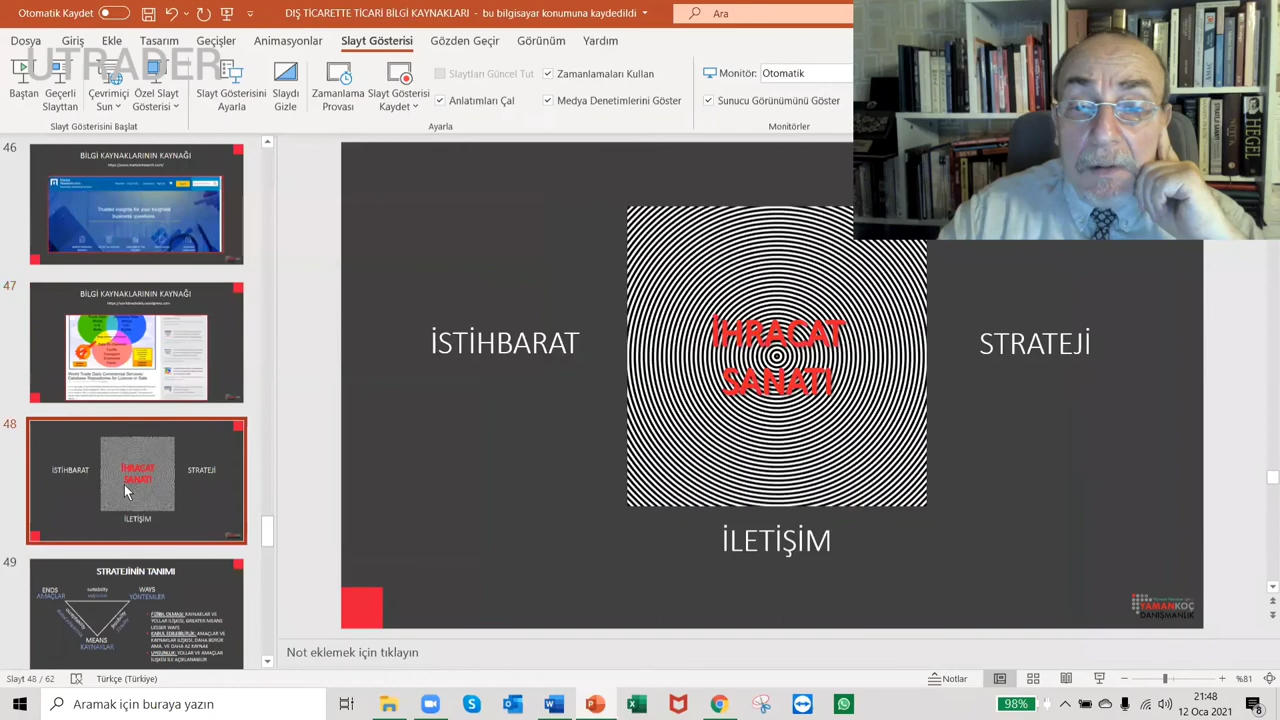 Otomatik Kaydet
DIŞ TİCARETTE TİCARİ BİLGİ KAYNAKLARI - bu bilgisayar konumuna kaydedildi
Ara
Dosya Giriş Ekle Tasarım Geçişler Animasyonlar Slayt Gösterisi Gözden Geçir Görünüm Yardım
UTRABER
Baştan
Geçerli Slayttan
Çevrimiçi Sun
Özel Slayt Gösterisi
Slayt Gösterisini Ayarla
Slaydı Gizle
Zamanlama Provası
Slayt Gösterisi Kaydet
Slaytları Güncel Tut
Zamanlamaları Kullan
Anlatımları Çal
Medya Denetimlerini Göster
Monitör: Otomatik
Sunucu Görünümünü Göster
Slayt Gösterisini Başlat
Ayarla
Monitörler
46
BİLGİ KAYNAKLARININ KAYNAĞI
47
BİLGİ KAYNAKLARININ KAYNAĞI
48
İSTİHBARAT
İHRACAT
SANATI
STRATEJİ
İLETİŞİM
49
STRATEJİNİN TANIMI
ENDS
AMAÇLAR
suitability
WAYS
YÖNTEMLER
MEANS
KAYNAKLAR
İSTİHBARAT
İHRACAT
SANATI
STRATEJİ
İLETİŞİM
YAMANKOÇ
DANIŞMANLIK
HEGEL
Not eklemek için tıklayın
Slayt 48 / 62
Türkçe (Türkiye)
Notlar
%81
Aramak için buraya yazın
98%
21:48
12 Oca 2021
8